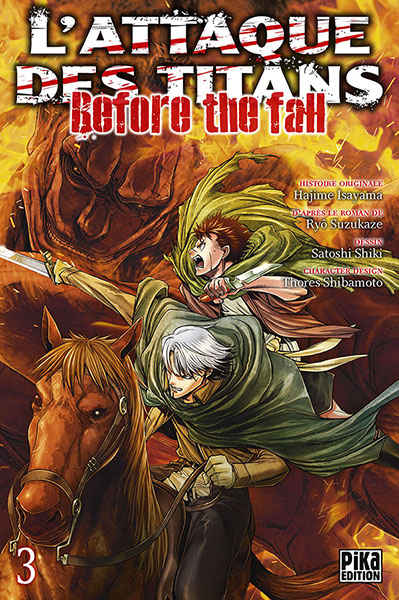 L'ATTAQUE
DES TITANS
Before the fall
HISTOIRE ORIGINALE
Hajime Isayama
D'APRÈS LE ROMAN DE
Ryō Suzukaze
DESSIN
Satoshi Shiki
CHARACTER DESIGN
Thores Shibamoto
3
PIKA
EDITION